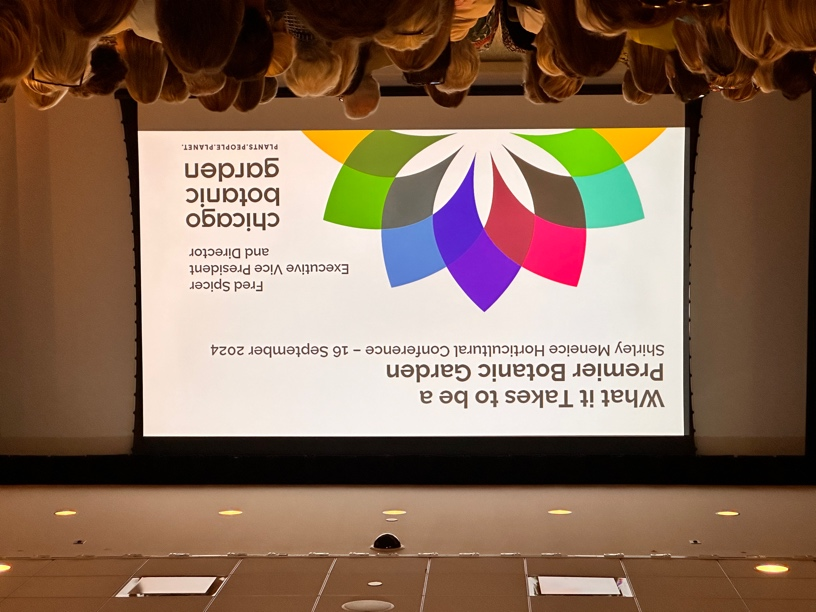 What it Takes to be a
Premier Botanic Garden
Shirley Meneice Horticultural Conference – 16 September 2024
Fred Spicer
Executive Vice President
and Director
chicago
botanic
garden
PLANTS.PEOPLE.PLANET.